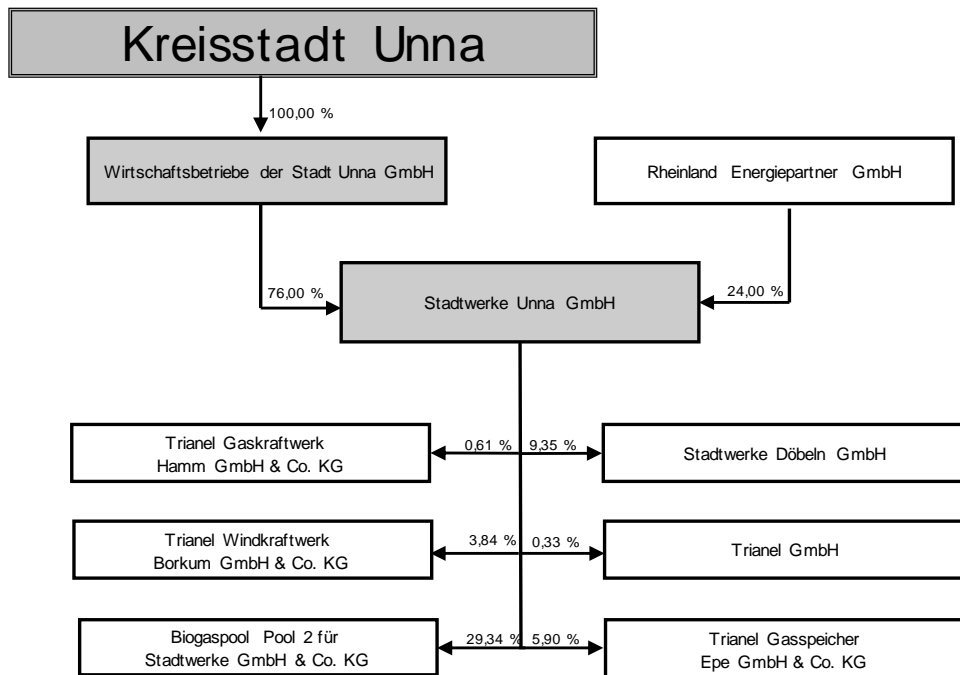 Kreisstadt Unna
100,00 %
Wirtschaftsbetriebe der Stadt Unna GmbH
Rheinland Energiepartner GmbH
76,00 %
Stadtwerke Unna GmbH
24,00 %
Trianel Gaskraftwerk
Hamm GmbH & Co. KG
0,61 %
9,35 %
Stadtwerke Döbeln GmbH
Trianel Windkraftwerk
Borkum GmbH & Co. KG
3,84 %
0,33 %
Trianel GmbH
Biogaspool Pool 2 für
Stadtwerke GmbH & Co. KG
29,34 %
5,90 %
Trianel Gasspeicher
Epe GmbH & Co. KG